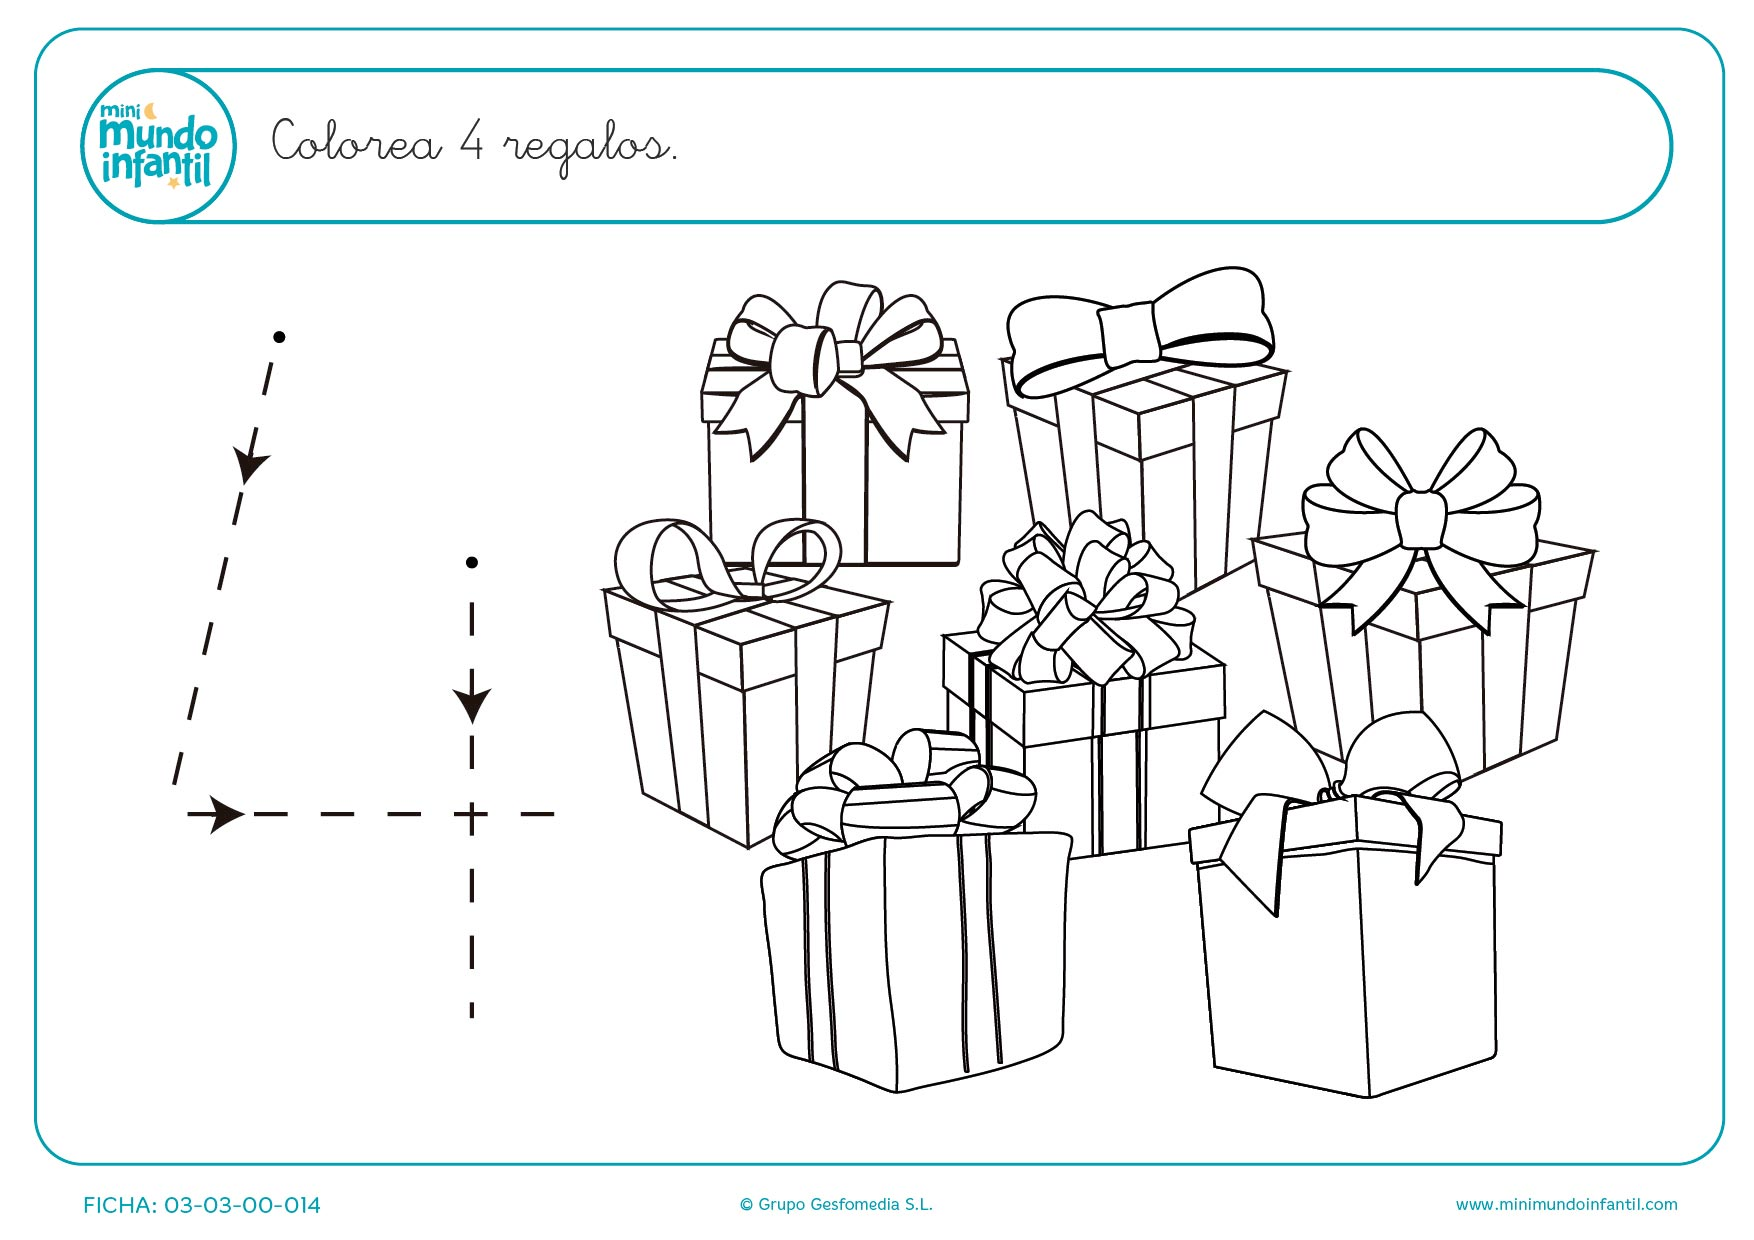 mini
mundo
infantil
Colorea 4 regalos.
FICHA: 03-03-00-014
© Grupo Gesfomedia S.L.
www.minimundoinfantil.com